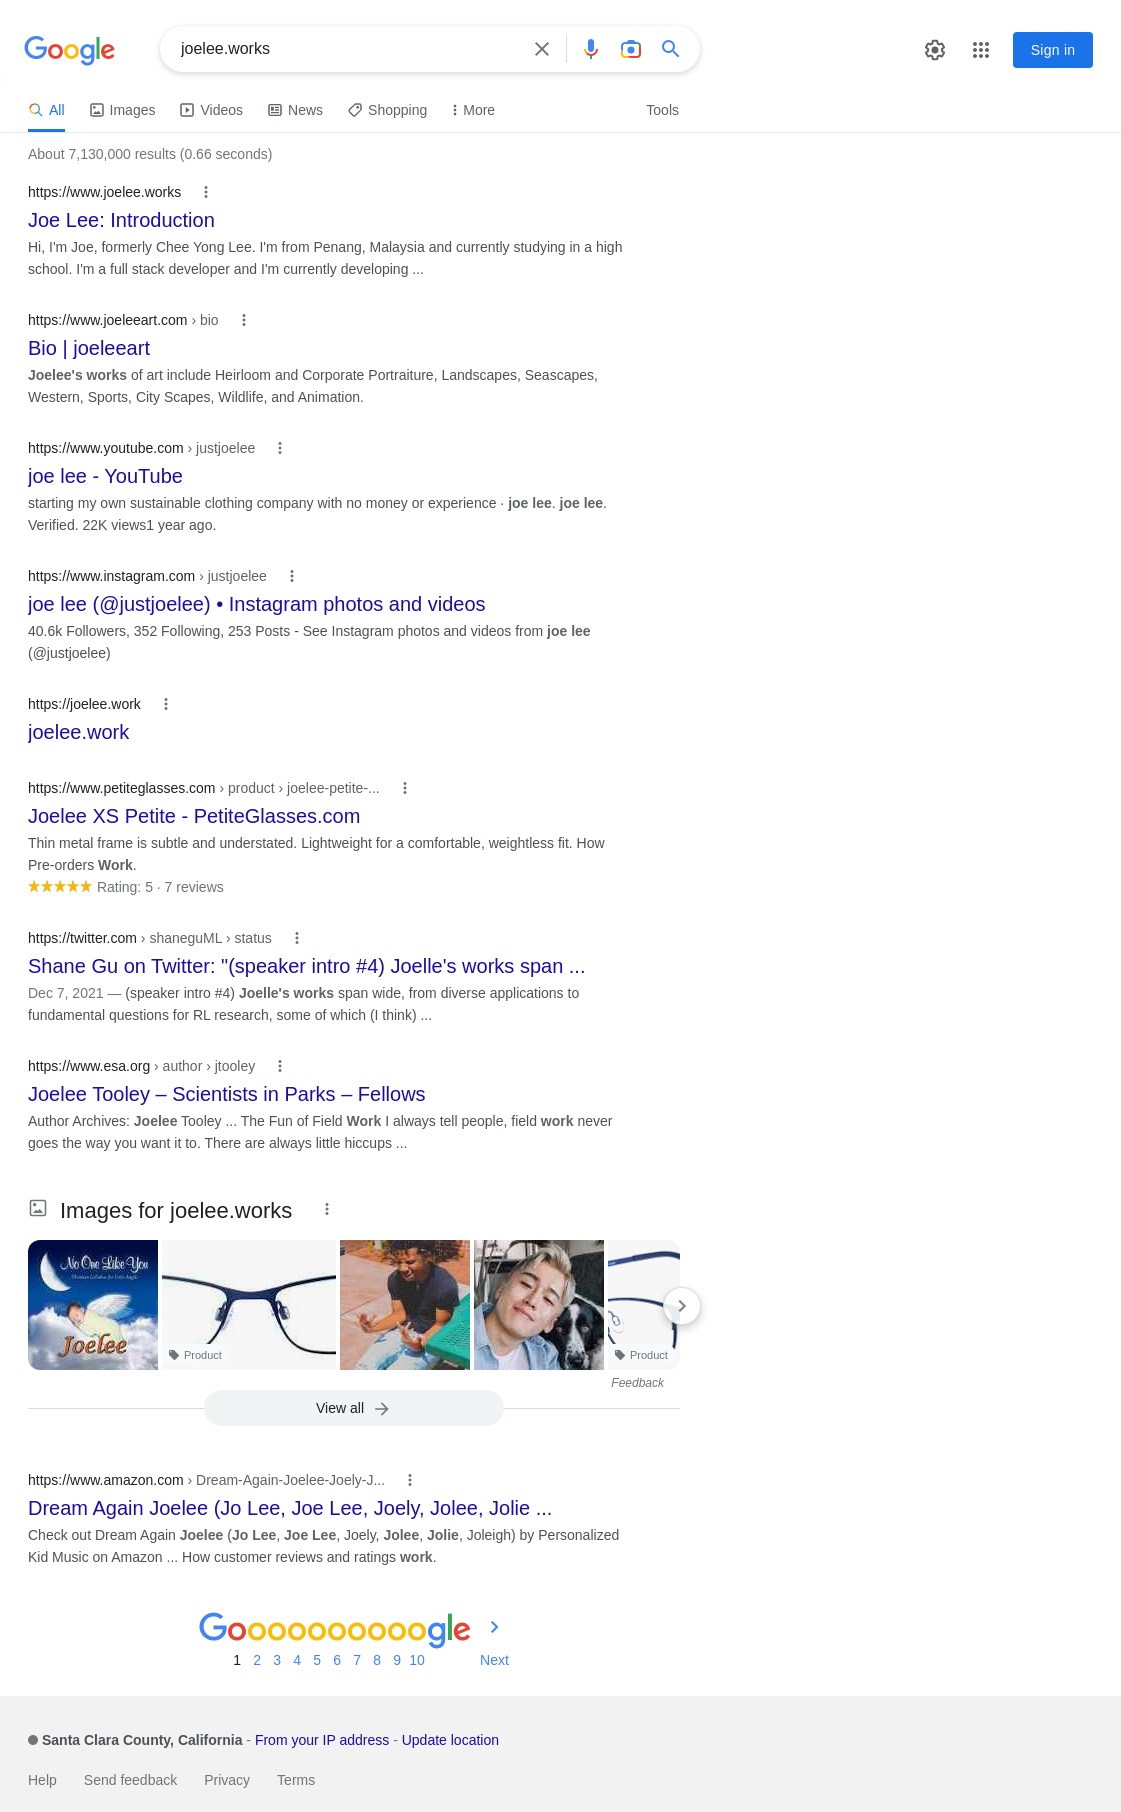 Google
joelee.works
Sign in
All Images Videos News Shopping More Tools
About 7,130,000 results (0.66 seconds)
https://www.joelee.works
Joe Lee: Introduction
Hi, I'm Joe, formerly Chee Yong Lee. I'm from Penang, Malaysia and currently studying in a high
school. I'm a full stack developer and I'm currently developing ...
https://www.joeleeart.com › bio
Bio | joeleeart
Joelee's works of art include Heirloom and Corporate Portraiture, Landscapes, Seascapes,
Western, Sports, City Scapes, Wildlife, and Animation.
https://www.youtube.com › justjoelee
joe lee - YouTube
starting my own sustainable clothing company with no money or experience · joe lee. joe lee.
Verified. 22K views1 year ago.
https://www.instagram.com › justjoelee
joe lee (@justjoelee) • Instagram photos and videos
40.6k Followers, 352 Following, 253 Posts - See Instagram photos and videos from joe lee
(@justjoelee)
https://joelee.work
joelee.work
https://www.petiteglasses.com › product › joelee-petite-...
Joelee XS Petite - PetiteGlasses.com
Thin metal frame is subtle and understated. Lightweight for a comfortable, weightless fit. How
Pre-orders Work.
Rating: 5 · 7 reviews
https://twitter.com › shaneguML › status
Shane Gu on Twitter: "(speaker intro #4) Joelle's works span ...
Dec 7, 2021 — (speaker intro #4) Joelle's works span wide, from diverse applications to
fundamental questions for RL research, some of which (I think) ...
https://www.esa.org › author › jtooley
Joelee Tooley – Scientists in Parks – Fellows
Author Archives: Joelee Tooley ... The Fun of Field Work I always tell people, field work never
goes the way you want it to. There are always little hiccups ...
Images for joelee.works
No One Like You
Christian Lullabies for Little Angels
Joelee
Product
Product
Feedback
View all
https://www.amazon.com › Dream-Again-Joelee-Joely-J...
Dream Again Joelee (Jo Lee, Joe Lee, Joely, Jolee, Jolie ...
Check out Dream Again Joelee (Jo Lee, Joe Lee, Joely, Jolee, Jolie, Joleigh) by Personalized
Kid Music on Amazon ... How customer reviews and ratings work.
Goooooooooogle
1 2 3 4 5 6 7 8 9 10 Next
Santa Clara County, California - From your IP address - Update location
Help Send feedback Privacy Terms